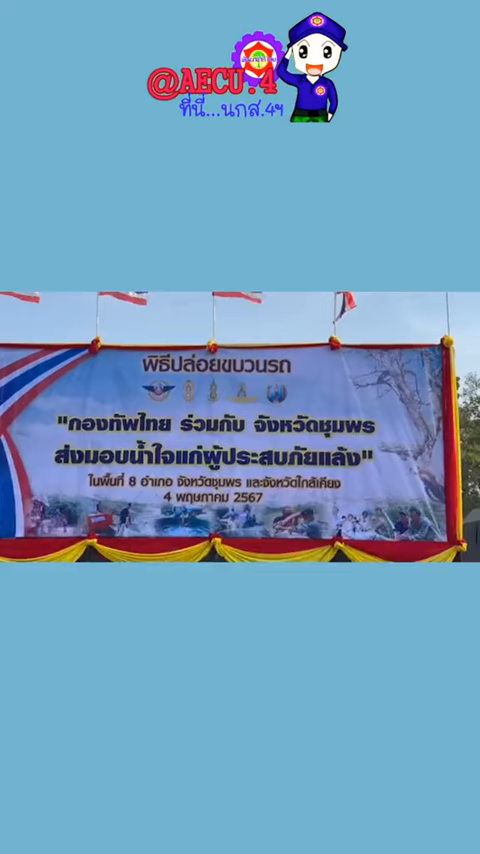 @AECU.4
ที่นี่...นกส.4ฯ
พิธีปล่อยขบวนรถ
"กองทัพไทย ร่วมกับ จังหวัดชุมพร
ส่งมอบน้ำใจแก่ผู้ประสบภัยแล้ง"
ในพื้นที่ 8 อำเภอ จังหวัดชุมพร และจังหวัดใกล้เคียง
4 พฤษภาคม 2567